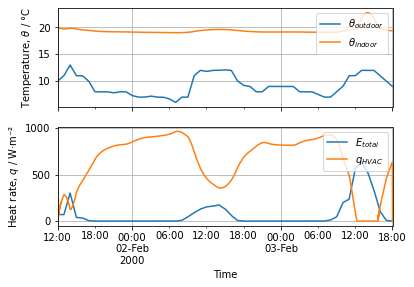 Temperature, θ / °C
20
15
10
θoutdoor
θindoor
Heat rate, q / W·m⁻²
1000
500
0
Etotal
qHVAC
12:00 18:00 00:00 06:00 12:00 18:00 00:00 06:00 12:00 18:00
02-Feb 03-Feb
2000
Time